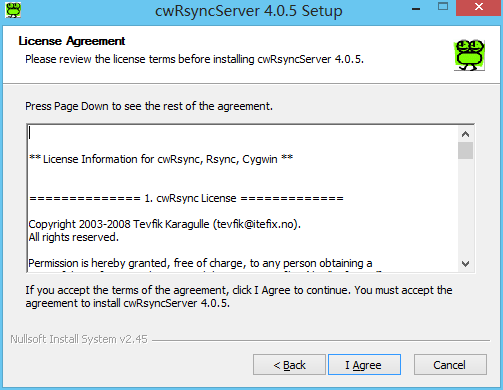 cwRsyncServer 4.0.5 Setup
License Agreement
Please review the license terms before installing cwRsyncServer 4.0.5.
Press Page Down to see the rest of the agreement.
** License Information for cwRsync, Rsync, Cygwin **
============== 1. cwRsync License =============
Copyright 2003-2008 Tevfik Karagulle (tevfik@itefix.no).
All rights reserved.
Permission is hereby granted, free of charge, to any person obtaining a
If you accept the terms of the agreement, click I Agree to continue. You must accept the
agreement to install cwRsyncServer 4.0.5.
Nullsoft Install System v2.45
< Back
I Agree
Cancel